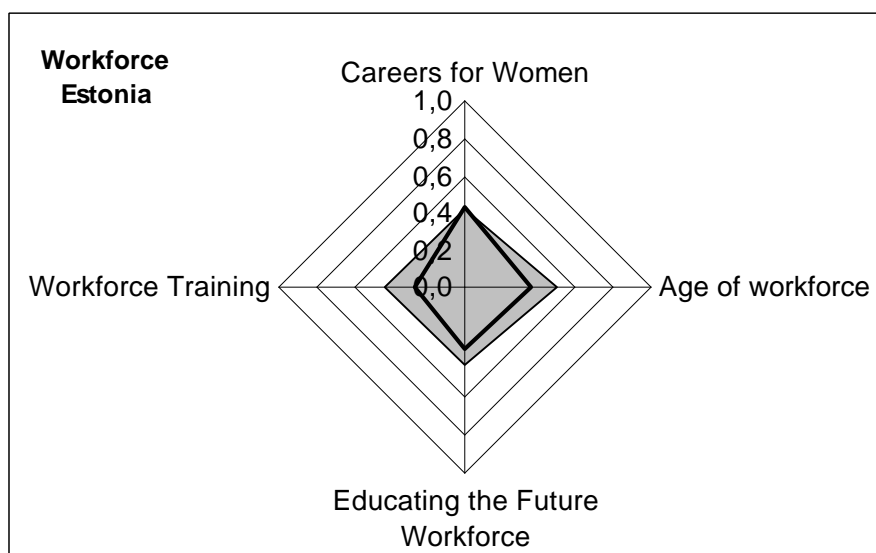 Workforce
Estonia
Careers for Women
1,0
0,8
0,6
0,4
0,2
0,0
Workforce Training
Age of workforce
Educating the Future
Workforce